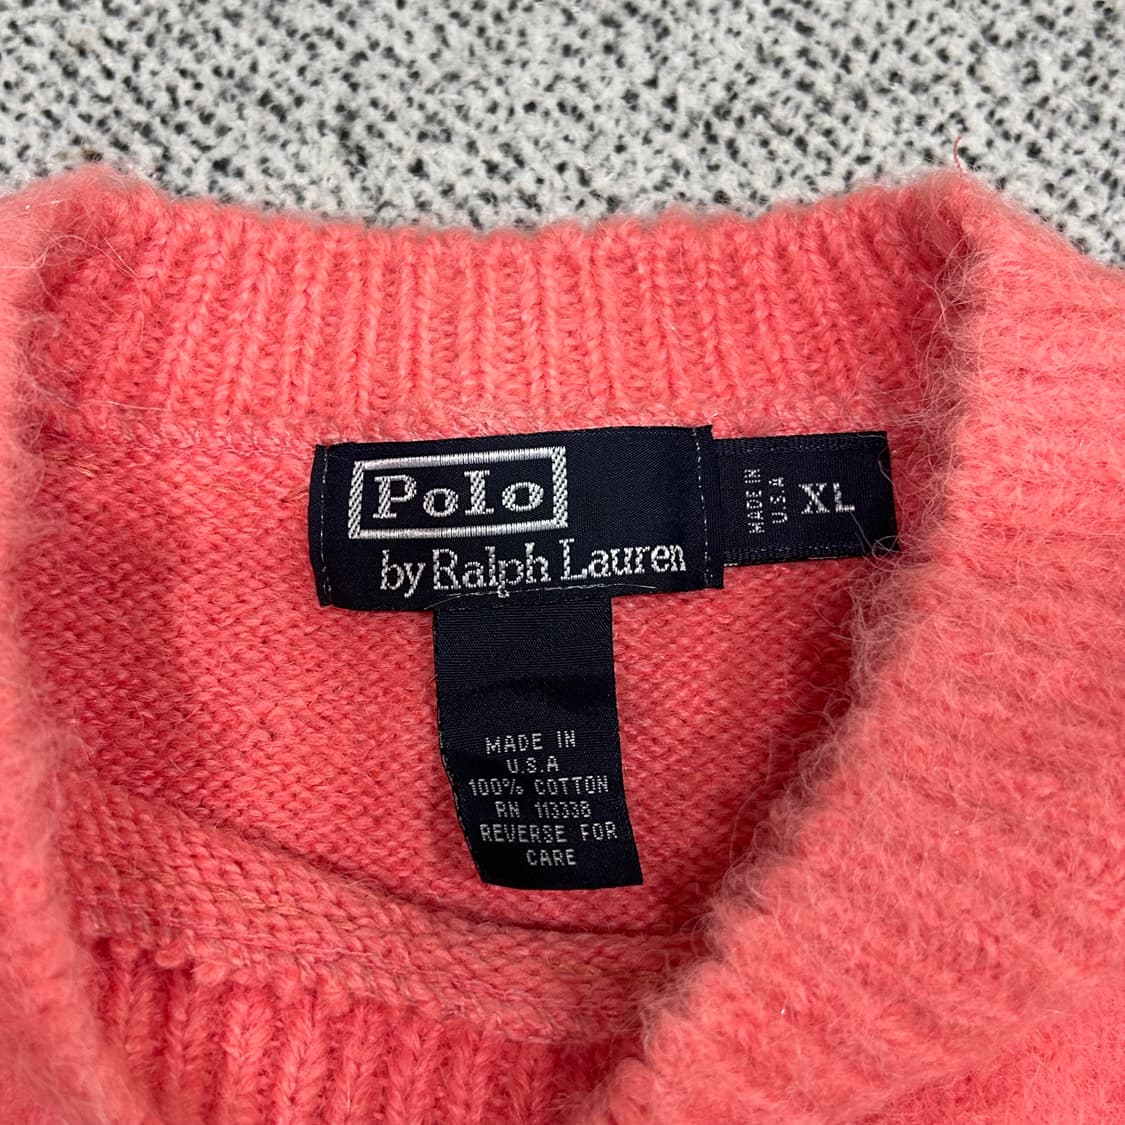 Polo
by Ralph Lauren
MADE IN
U.S.A
XL
MADE IN
U.S.A
100% COTTON
RN 113338
REVERSE FOR
CARE